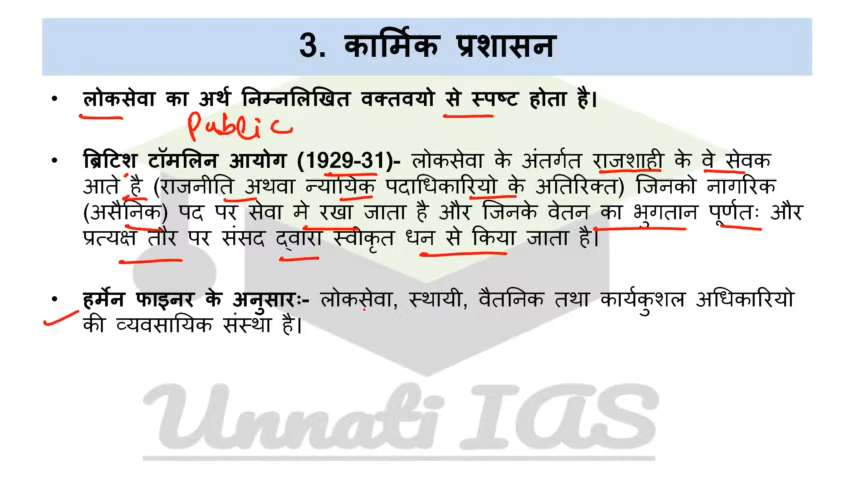 3. कार्मिक प्रशासन
• लोकसेवा का अर्थ निम्नलिखित वक्तवयो से स्पष्ट होता है।
Public
• ब्रिटिश टॉमलिन आयोग (1929-31)- लोकसेवा के अंतर्गत राजशाही के वे सेवक
आते है (राजनीति अथवा न्यायिक पदाधिकारियो के अतिरिक्त) जिनको नागरिक
(असैनिक) पद पर सेवा मे रखा जाता है और जिनके वेतन का भुगतान पूर्णतः और
प्रत्यक्ष तौर पर संसद द्वारा स्वीकृत धन से किया जाता है।
• हर्मेन फाइनर के अनुसारः- लोकसेवा, स्थायी, वैतनिक तथा कार्यकुशल अधिकारियो
की व्यवसायिक संस्था है।
Unnati IAS